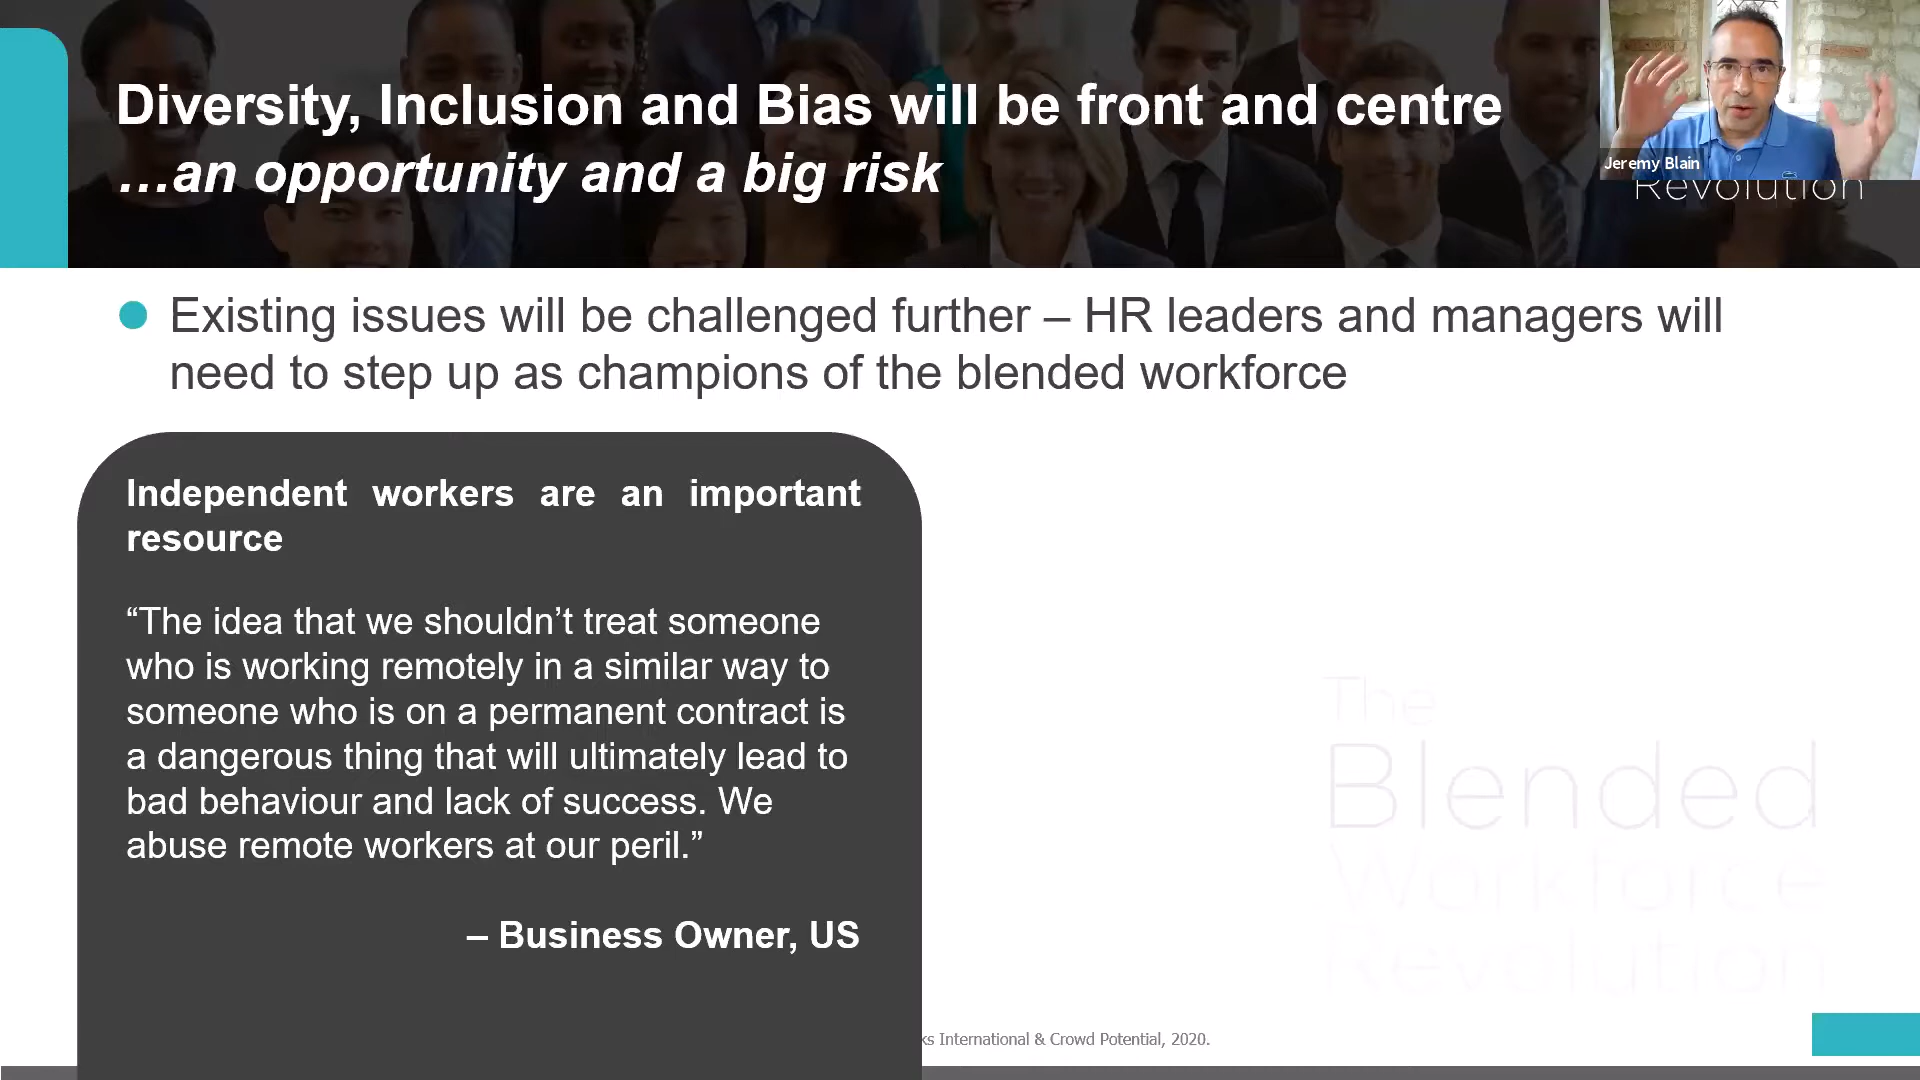 Diversity, Inclusion and Bias will be front and centre
…an opportunity and a big risk
Jeremy Blain
Revolution
Existing issues will be challenged further – HR leaders and managers will
need to step up as champions of the blended workforce
Independent workers are an important
resource
“The idea that we shouldn’t treat someone
who is working remotely in a similar way to
someone who is on a permanent contract is
a dangerous thing that will ultimately lead to
bad behaviour and lack of success. We
abuse remote workers at our peril.”
– Business Owner, US
The
Blended
Workforce
Revolution
International & Crowd Potential, 2020.